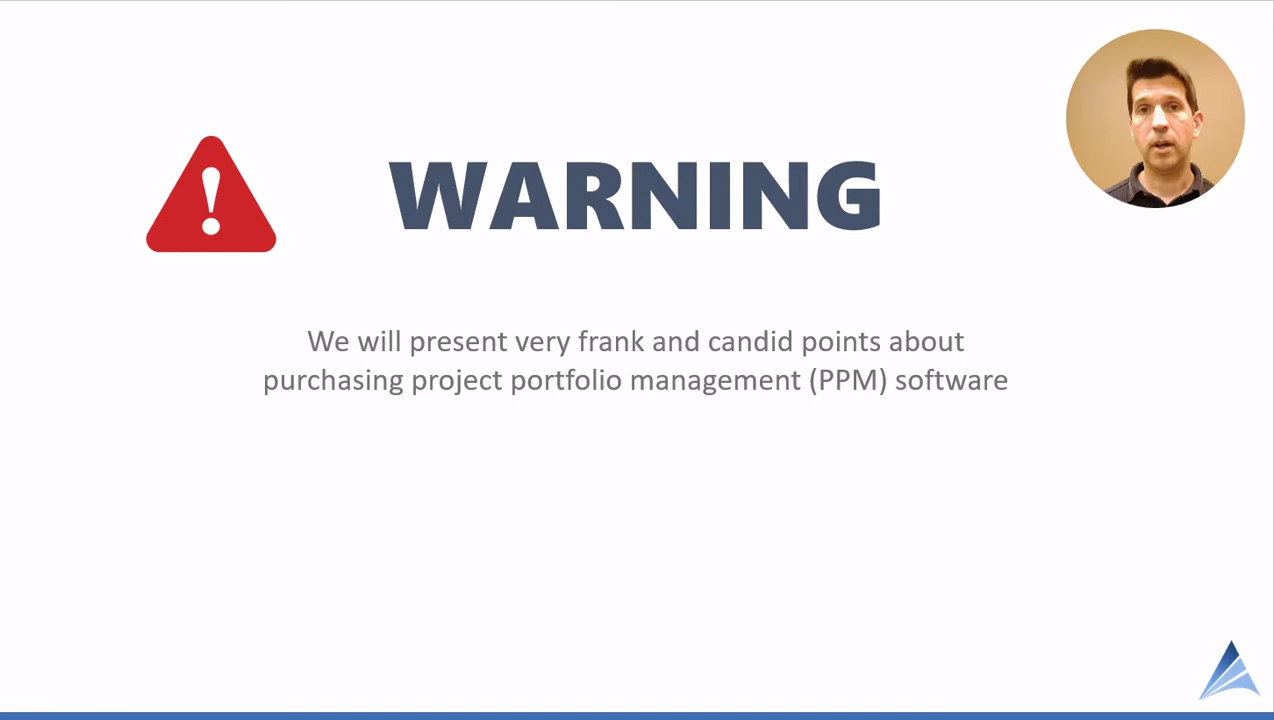 WARNING
We will present very frank and candid points about
purchasing project portfolio management (PPM) software